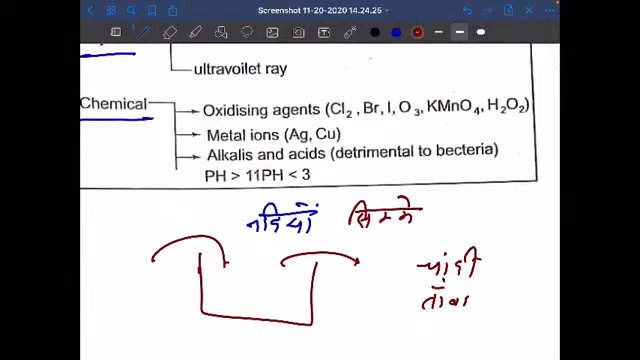 Screenshot 11-20-2020 14.24.25
ultravoilet ray
Chemical
Oxidising agents (Cl₂, Br, I, O₃, KMnO₄, H₂O₂)
Metal ions (Ag, Cu)
Alkalis and acids (detrimental to becteria)
PH > 11PH < 3
नदियों सिक्के
चांदी
तांबा